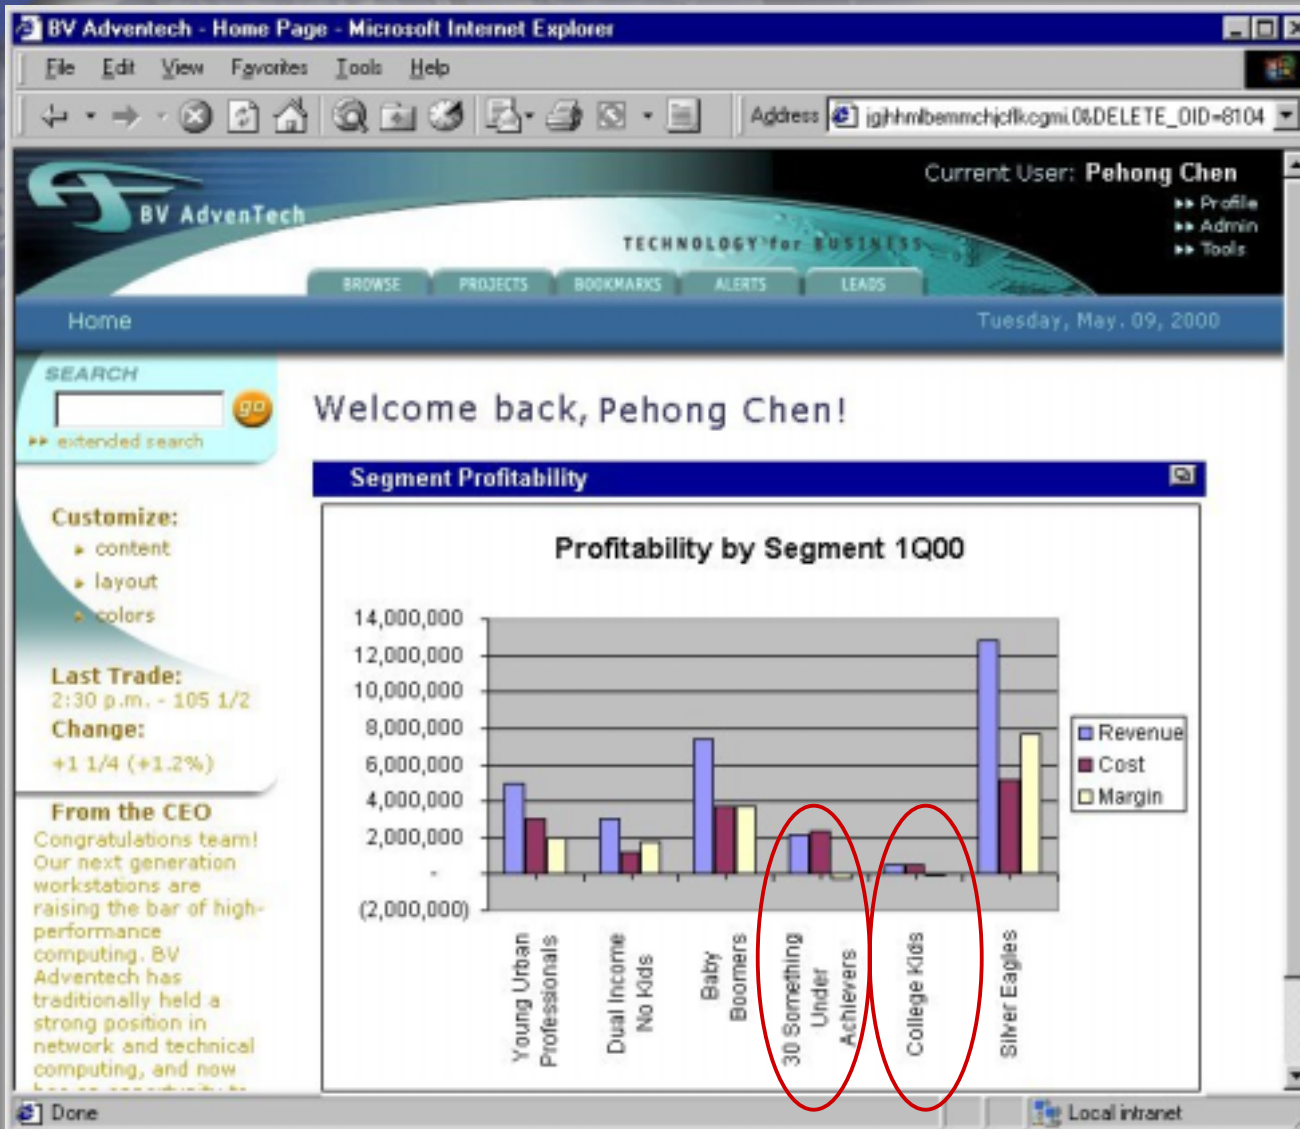 BV Adventech - Home Page - Microsoft Internet Explorer
File Edit View Favorites Tools Help
Address
Current User: Pehong Chen
Profile
Admin
Tools
BV AdvenTech
TECHNOLOGY for BUSINESS
BROWSE PROJECTS BOOKMARKS ALERTS LEADS
Home
Tuesday, May. 09, 2000
SEARCH
go
extended search
Customize:
content
layout
colors
Last Trade:
2:30 p.m. - 105 1/2
Change:
+1 1/4 (+1.2%)
From the CEO
Congratulations team!
Our next generation
workstations are
raising the bar of high-
performance
computing. BV
Adventech has
traditionally held a
strong position in
network and technical
computing, and now
Welcome back, Pehong Chen!
Segment Profitability
Profitability by Segment 1Q00
14,000,000
12,000,000
10,000,000
8,000,000
6,000,000
4,000,000
2,000,000
-
(2,000,000)
Young Urban
Professionals
Dual Income
No Kids
Baby
Boomers
30 Something
Under
Achievers
College Kids
Silver Eagles
Revenue
Cost
Margin
Done
Local intranet